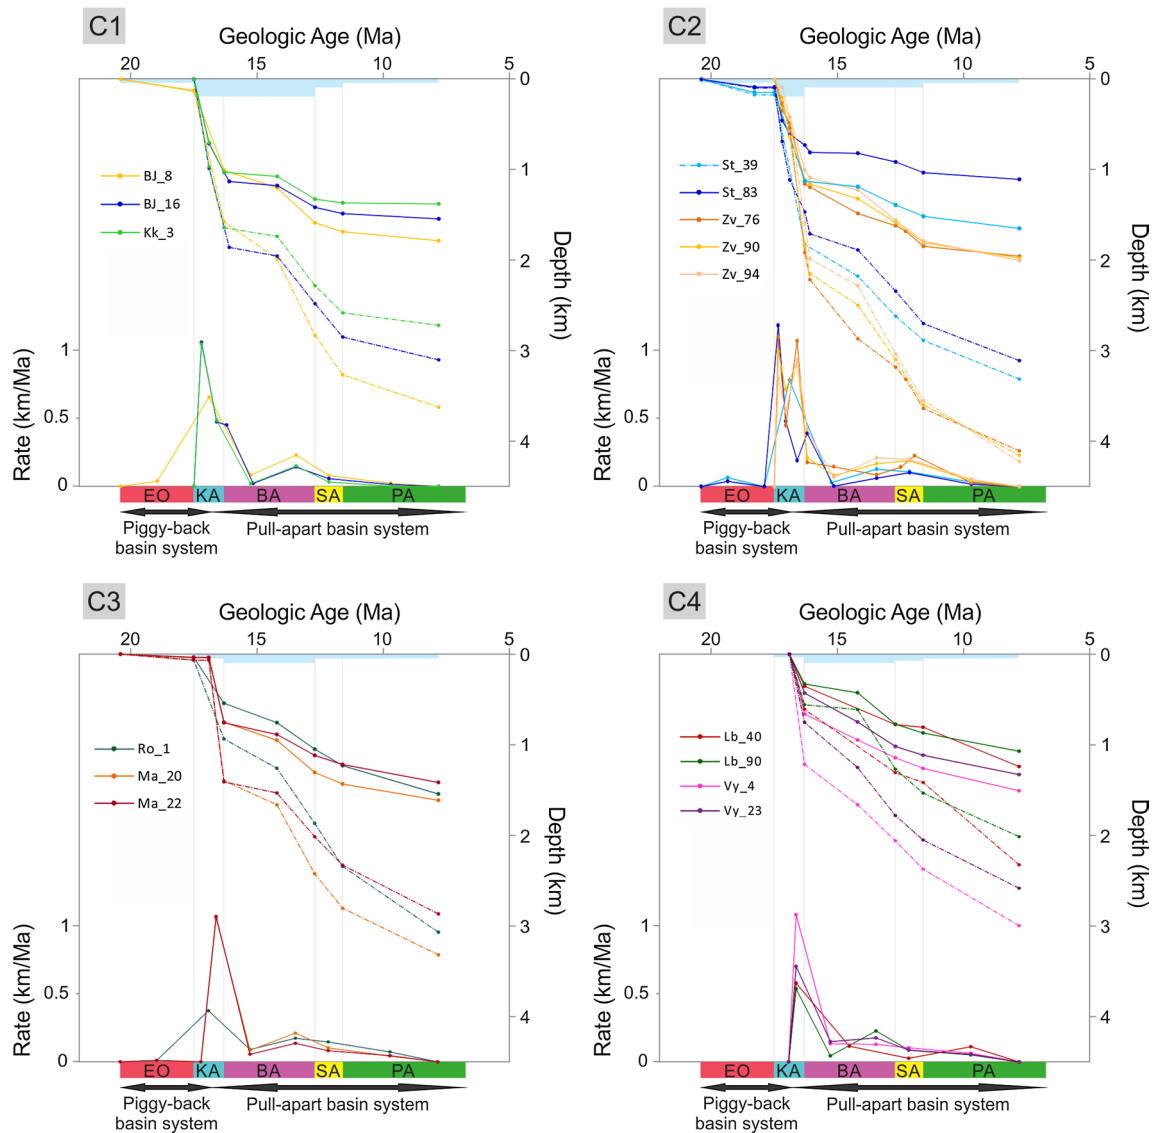 C1
Geologic Age (Ma)
20 15 10 5
0
1
2
3
4
Depth (km)
BJ_8
BJ_16
Kk_3
1
0.5
0
Rate (km/Ma)
EO KA BA SA PA
Piggy-back
basin system
Pull-apart basin system
C2
Geologic Age (Ma)
20 15 10 5
0
1
2
3
4
Depth (km)
St_39
St_83
Zv_76
Zv_90
Zv_94
1
0.5
0
Rate (km/Ma)
EO KA BA SA PA
Piggy-back
basin system
Pull-apart basin system
C3
Geologic Age (Ma)
20 15 10 5
0
1
2
3
4
Depth (km)
Ro_1
Ma_20
Ma_22
1
0.5
0
Rate (km/Ma)
EO KA BA SA PA
Piggy-back
basin system
Pull-apart basin system
C4
Geologic Age (Ma)
20 15 10 5
0
1
2
3
4
Depth (km)
Lb_40
Lb_90
Vy_4
Vy_23
1
0.5
0
Rate (km/Ma)
EO KA BA SA PA
Piggy-back
basin system
Pull-apart basin system